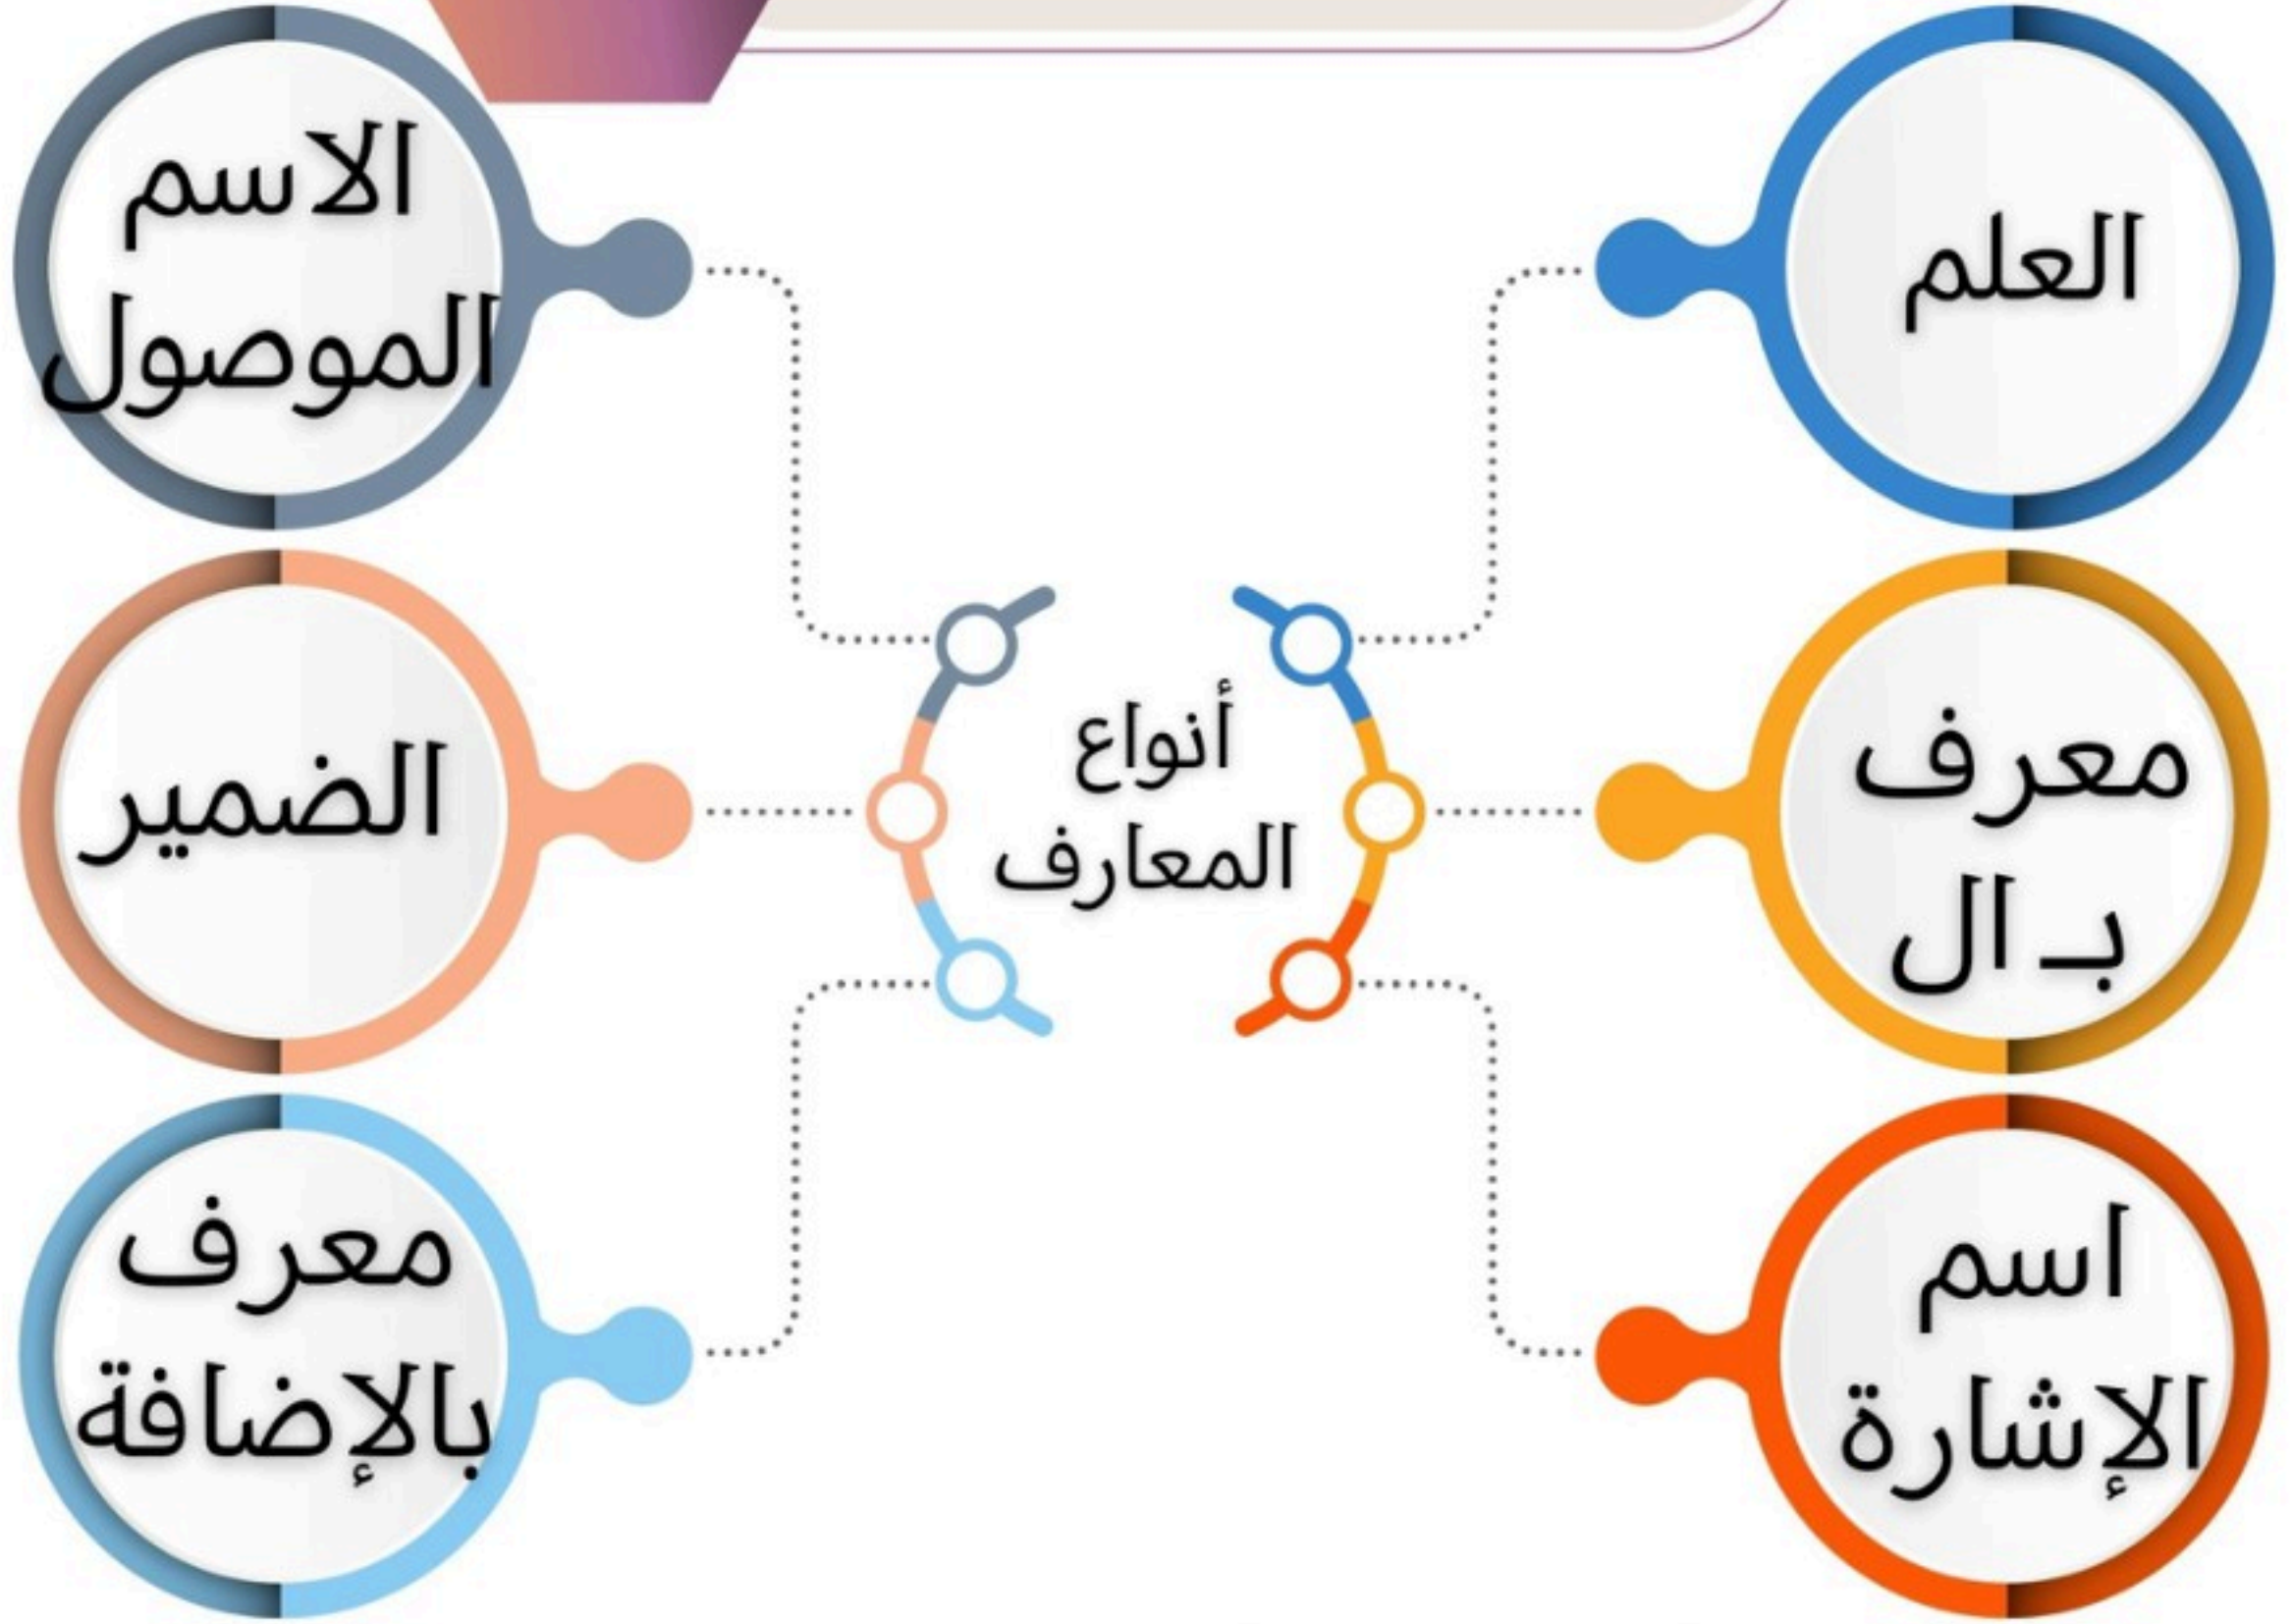 أنواع
المعارف
العلم
معرف
بـ ال
اسم
الإشارة
الاسم
الموصول
الضمير
معرف
بالإضافة